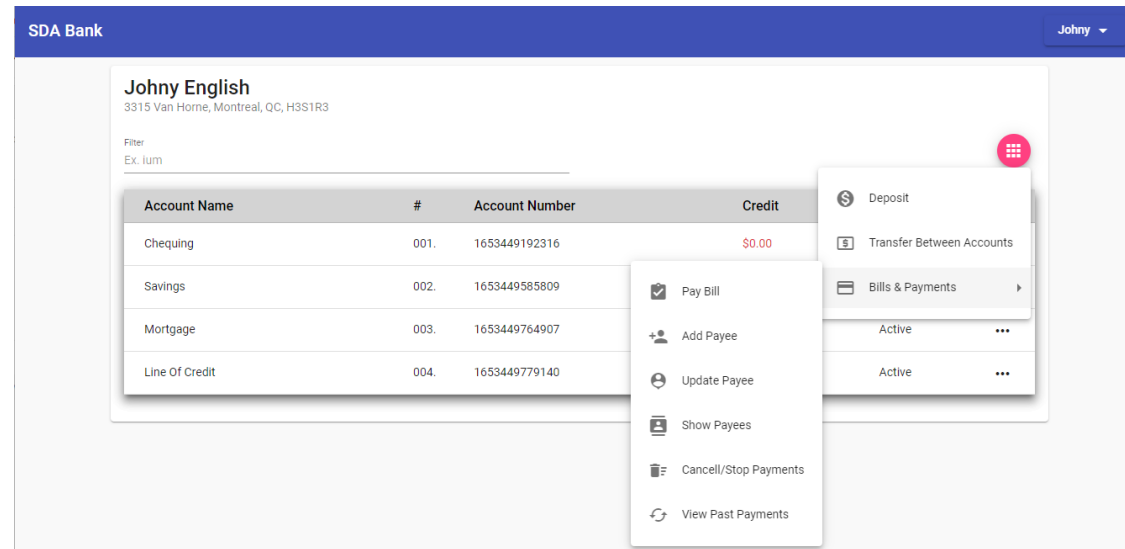 SDA Bank
Johny
Johny English
3315 Van Horne, Montreal, QC, H3S1R3
Filter
Ex. ium
Account Name # Account Number Credit
Chequing 001. 1653449192316 $0.00
Savings 002. 1653449585809
Mortgage 003. 1653449764907 Active
Line Of Credit 004. 1653449779140 Active
Deposit
Transfer Between Accounts
Bills & Payments
Pay Bill
Add Payee
Update Payee
Show Payees
Cancell/Stop Payments
View Past Payments